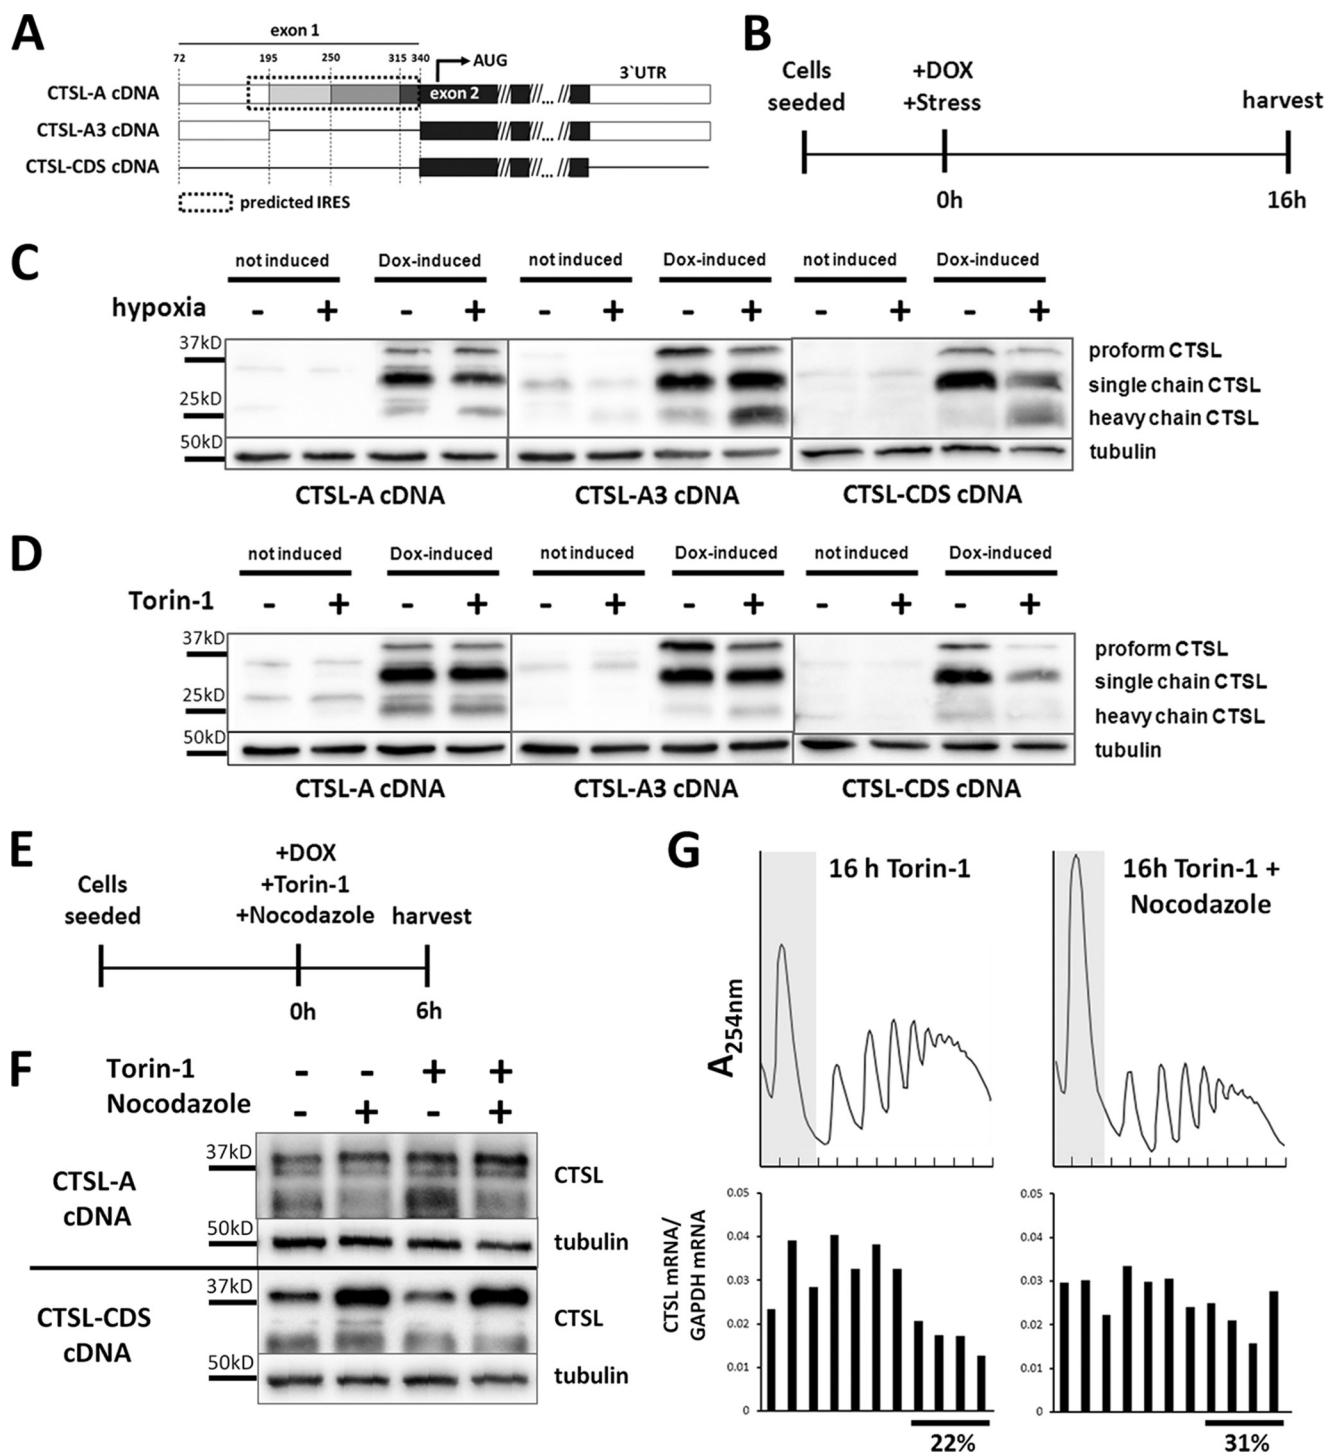 A
exon 1
72 195 250 315 340
AUG
3`UTR
CTSL-A cDNA
exon 2
...
CTSL-A3 cDNA
...
CTSL-CDS cDNA
...
predicted IRES
B
Cells seeded
+DOX
+Stress
harvest
0h 16h
C
not induced Dox-induced not induced Dox-induced not induced Dox-induced
hypoxia - + - + - + - + - + - +
37kD
proform CTSL
single chain CTSL
25kD
heavy chain CTSL
50kD
tubulin
CTSL-A cDNA CTSL-A3 cDNA CTSL-CDS cDNA
D
not induced Dox-induced not induced Dox-induced not induced Dox-induced
Torin-1 - + - + - + - + - + - +
37kD
proform CTSL
single chain CTSL
25kD
heavy chain CTSL
50kD
tubulin
CTSL-A cDNA CTSL-A3 cDNA CTSL-CDS cDNA
E
Cells
seeded
+DOX
+Torin-1
+Nocodazole
harvest
0h 6h
F
Torin-1 - - + +
Nocodazole - + - +
CTSL-A
cDNA
37kD
CTSL
50kD
tubulin
CTSL-CDS
cDNA
37kD
CTSL
50kD
tubulin
G
16 h Torin-1
16h Torin-1 +
Nocodazole
A254nm
CTSL mRNA/
GAPDH mRNA
0.05
0.04
0.03
0.02
0.01
0
22%
0.05
0.04
0.03
0.02
0.01
0
31%